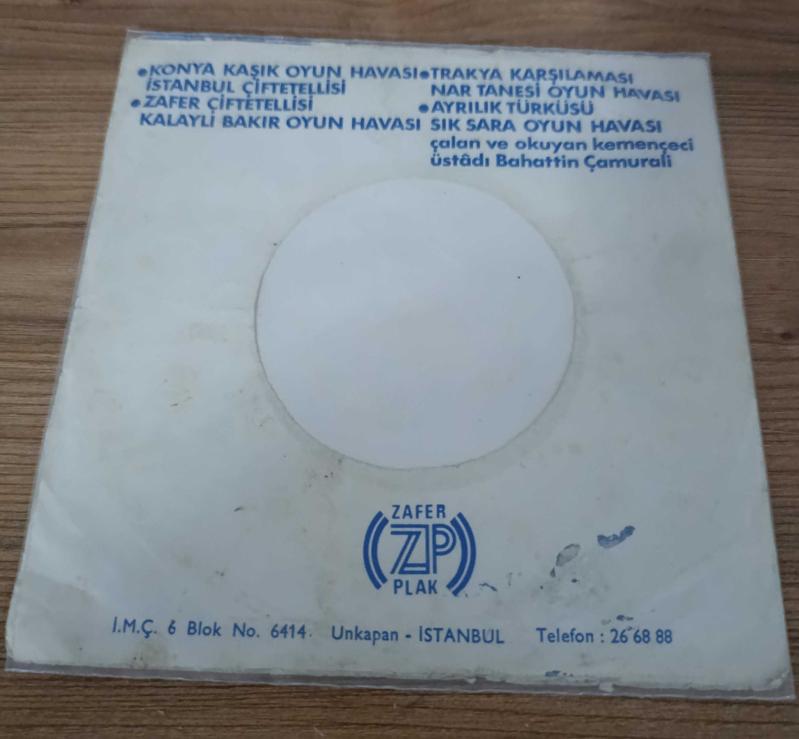 •KONYA KAŞIK OYUN HAVASI
İSTANBUL ÇİFTETELLİSİ
•ZAFER ÇİFTETELLİSİ
KALAYLİ BAKIR OYUN HAVASI
•TRAKYA KARŞILAMASI
NAR TANESİ OYUN HAVASI
•AYRILIK TÜRKÜSÜ
SIK SARA OYUN HAVASI
çalan ve okuyan kemençeci
üstâdı Bahattin Çamurali
ZAFER
ZP
PLAK
İ.M.Ç. 6 Blok No. 6414. Unkapan - İSTANBUL Telefon : 26 68 88